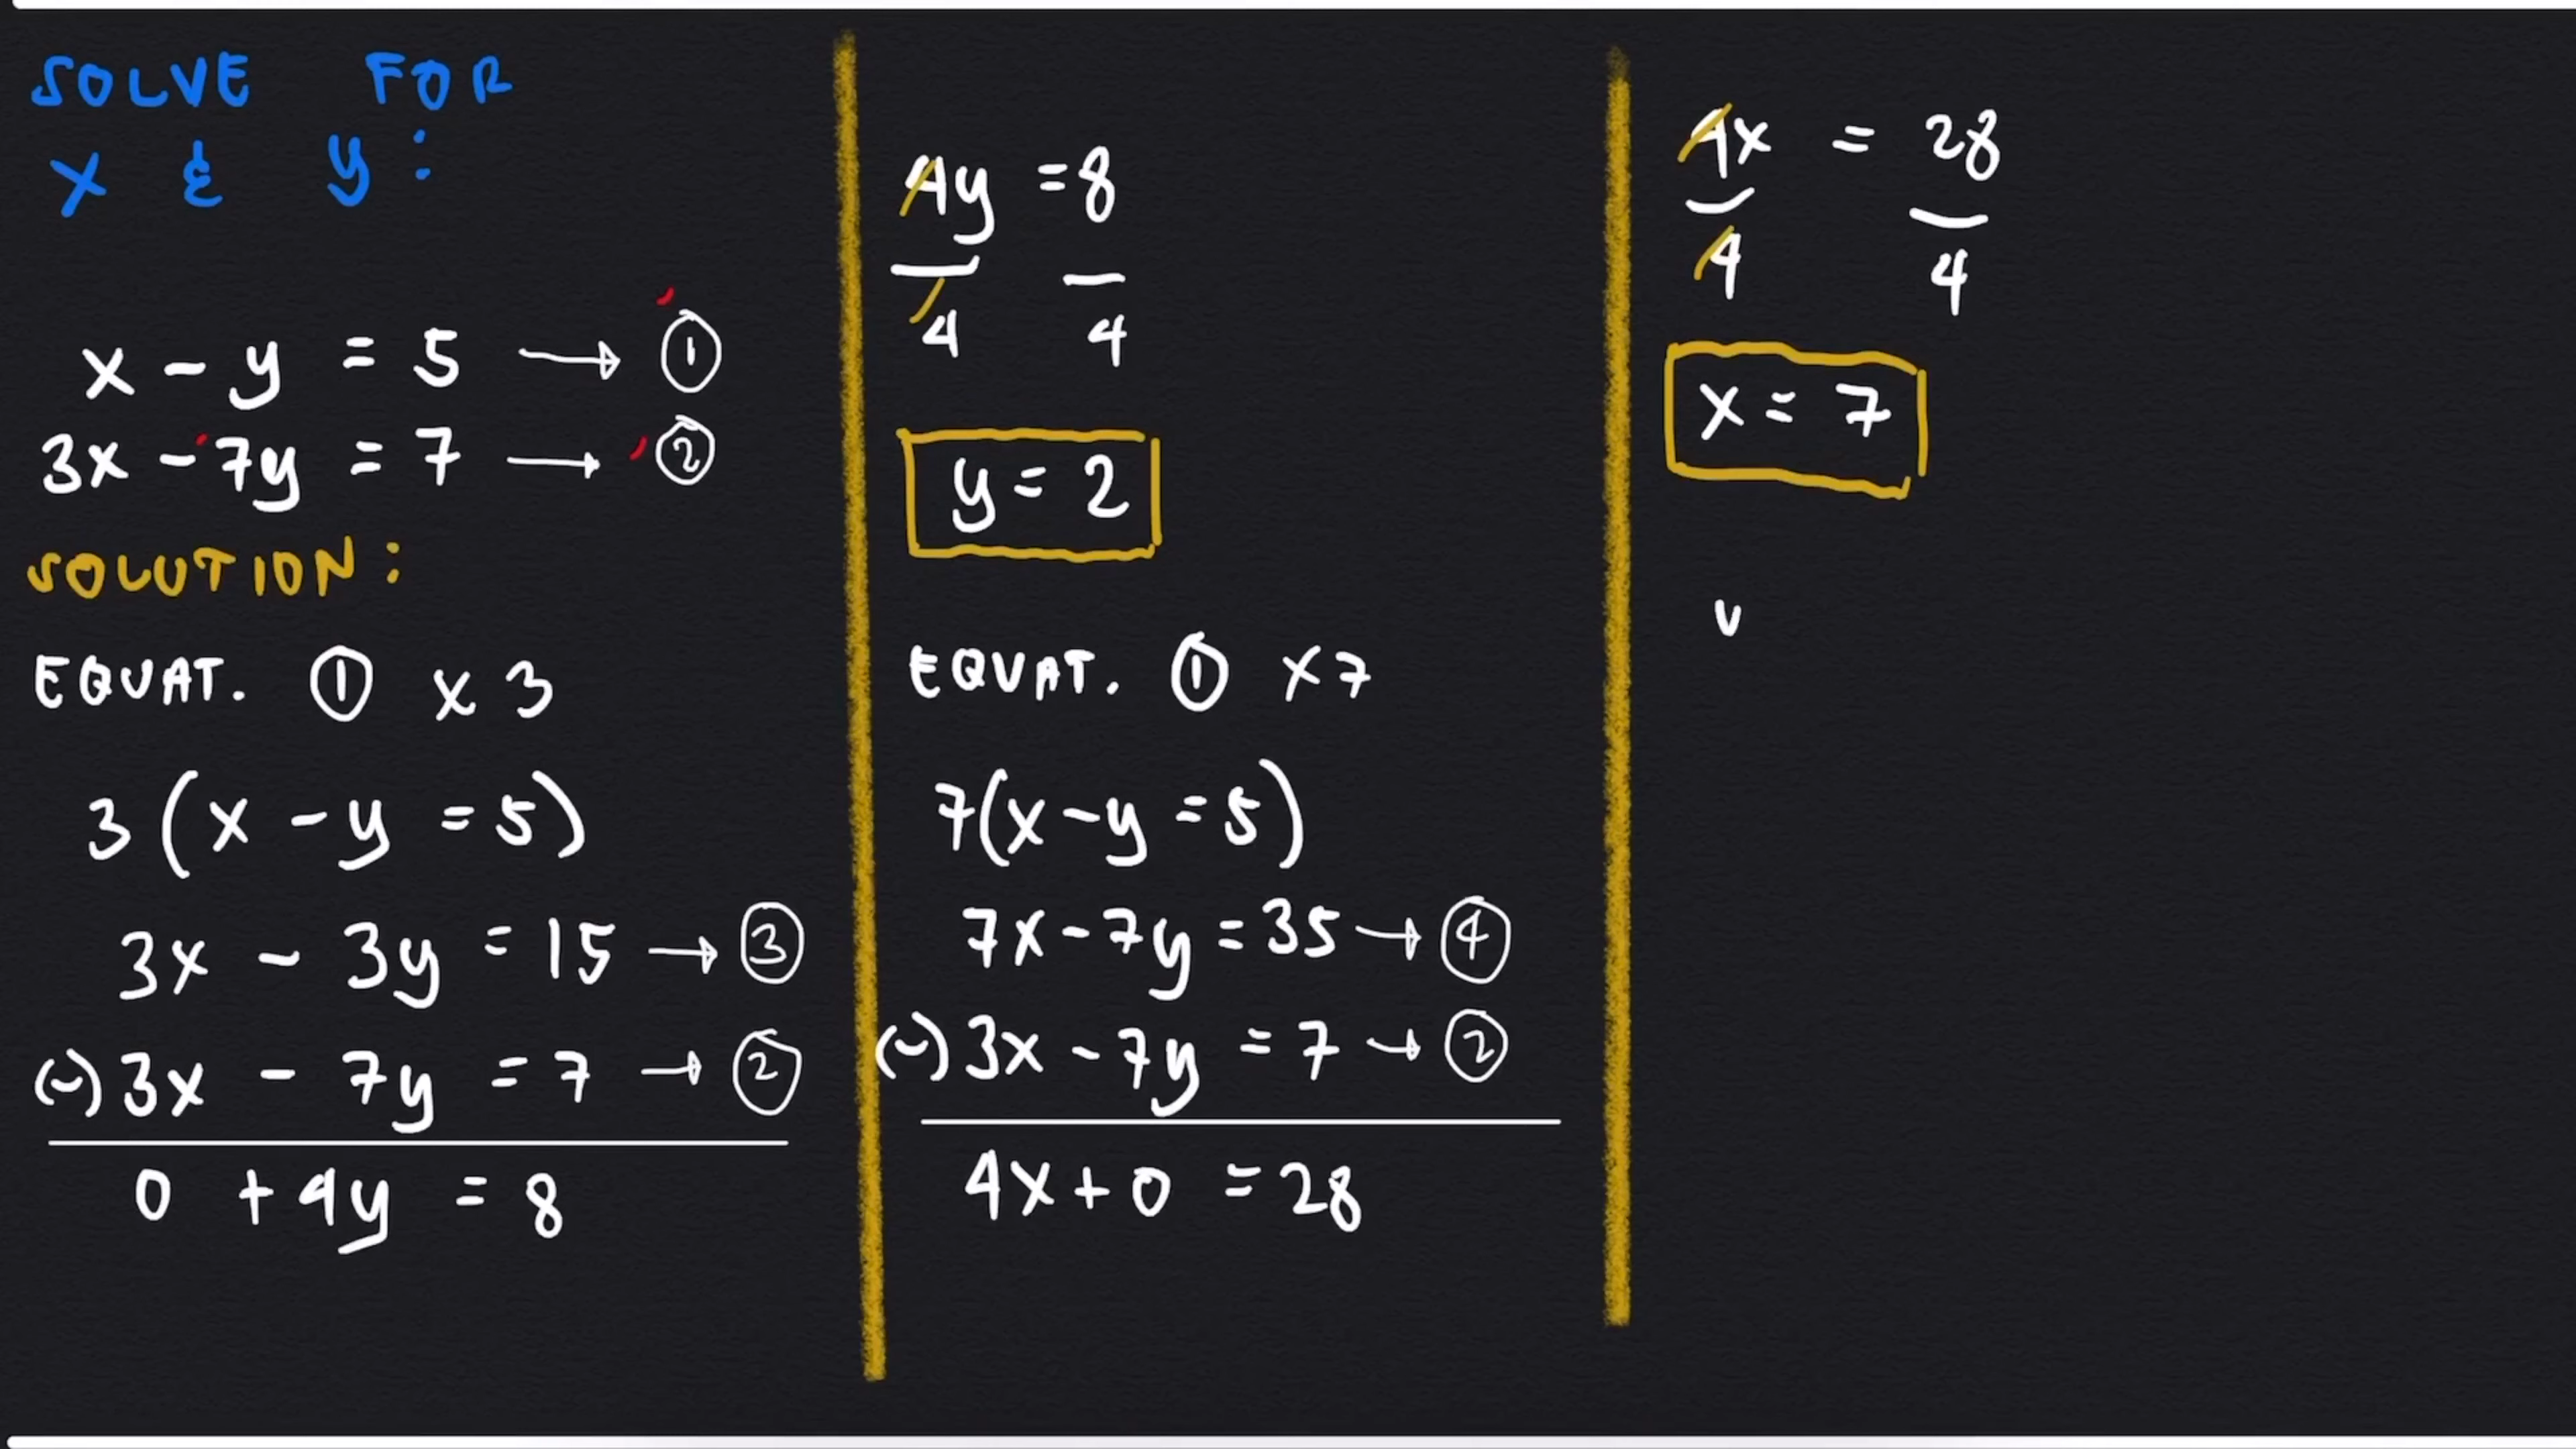 SOLVE FOR
X & y:
x - y = 5 → ①
3x - 7y = 7 → ②
SOLUTION:
EQUAT. ① x 3
3(x - y = 5)
3x - 3y = 15 → ③
(-) 3x - 7y = 7 → ②
0 + 4y = 8
4y = 8
4 4
y = 2
EQUAT. ① x 7
7(x - y = 5)
7x - 7y = 35 → ④
(-) 3x - 7y = 7 → ②
4x + 0 = 28
4x = 28
4 4
x = 7
v